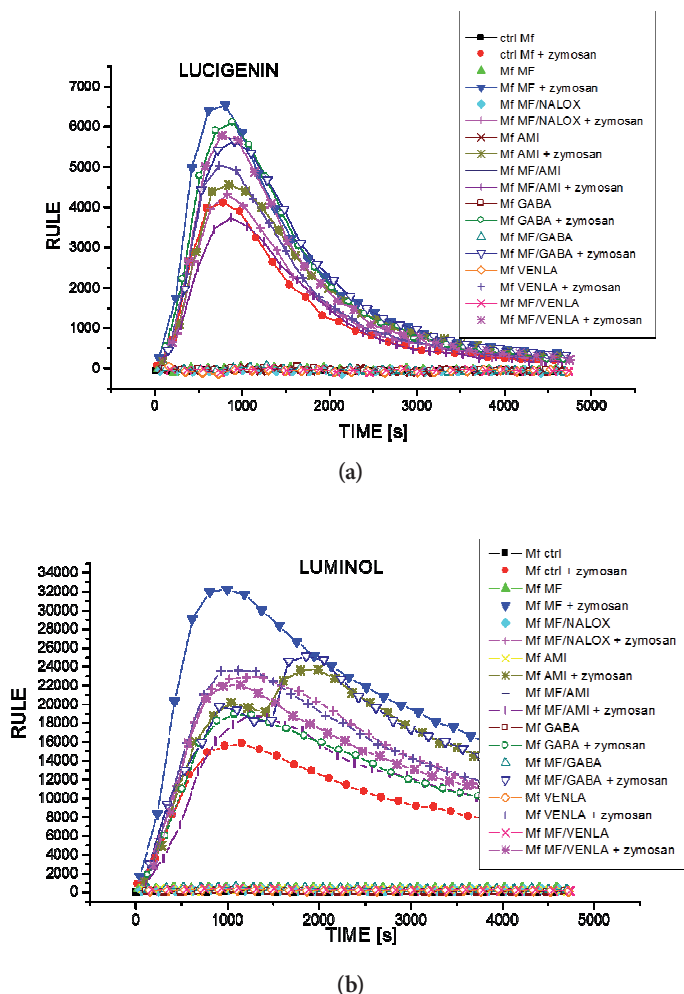 LUCIGENIN
ctrl Mf
ctrl Mf + zymosan
Mf MF
Mf MF + zymosan
Mf MF/NALOX
Mf MF/NALOX + zymosan
Mf AMI
Mf AMI + zymosan
Mf MF/AMI
Mf MF/AMI + zymosan
Mf GABA
Mf GABA + zymosan
Mf MF/GABA
Mf MF/GABA + zymosan
Mf VENLA
Mf VENLA + zymosan
Mf MF/VENLA
Mf MF/VENLA + zymosan
RULE
7000
6000
5000
4000
3000
2000
1000
0
0 1000 2000 3000 4000 5000
TIME [s]
(a)
LUMINOL
Mf ctrl
Mf ctrl + zymosan
Mf MF
Mf MF + zymosan
Mf MF/NALOX
Mf MF/NALOX + zymosan
Mf AMI
Mf AMI + zymosan
Mf MF/AMI
Mf MF/AMI + zymosan
Mf GABA
Mf GABA + zymosan
Mf MF/GABA
Mf MF/GABA + zymosan
Mf VENLA
Mf VENLA + zymosan
Mf MF/VENLA
Mf MF/VENLA + zymosan
RULE
34000
32000
30000
28000
26000
24000
22000
20000
18000
16000
14000
12000
10000
8000
6000
4000
2000
0
0 1000 2000 3000 4000 5000
TIME [s]
(b)